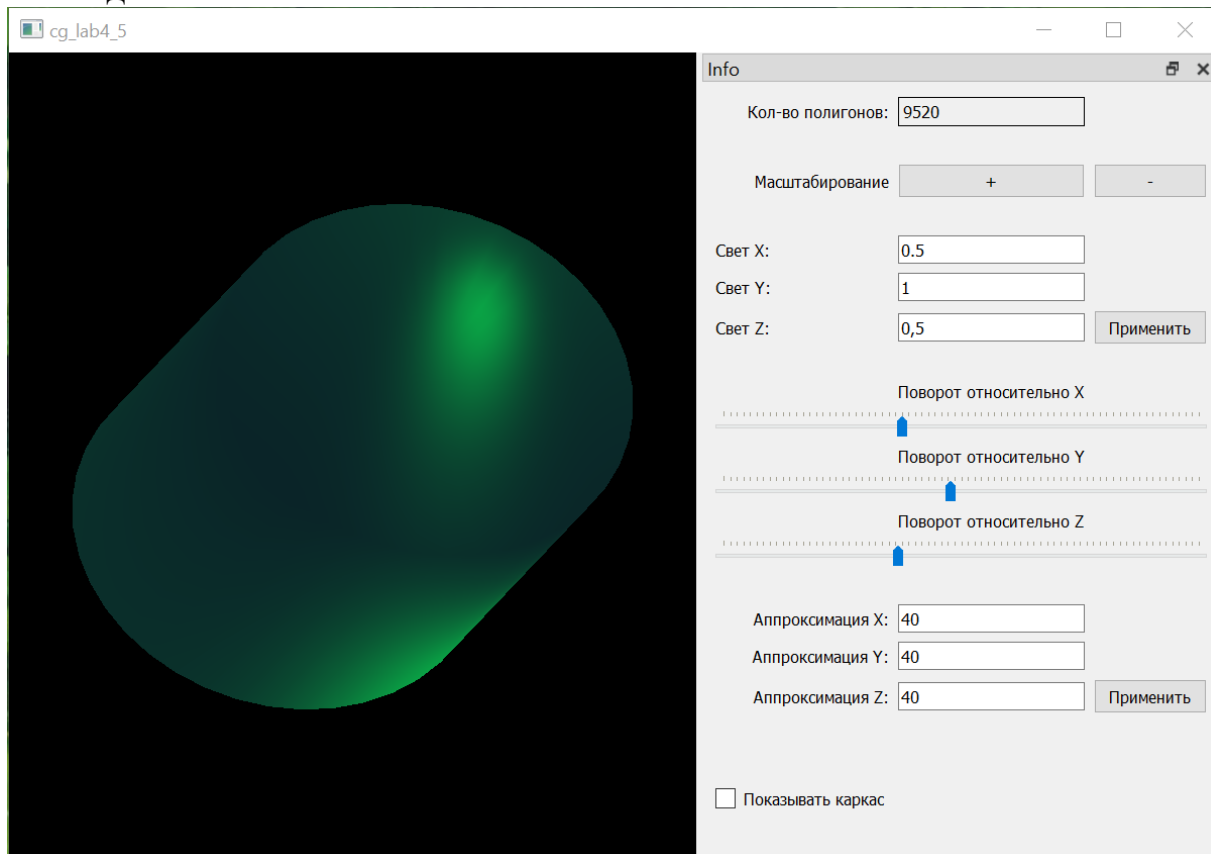 cg_lab4_5
Info
Кол-во полигонов: 9520
Масштабирование + -
Свет X: 0.5
Свет Y: 1
Свет Z: 0,5 Применить
Поворот относительно X
Поворот относительно Y
Поворот относительно Z
Аппроксимация X: 40
Аппроксимация Y: 40
Аппроксимация Z: 40 Применить
Показывать каркас